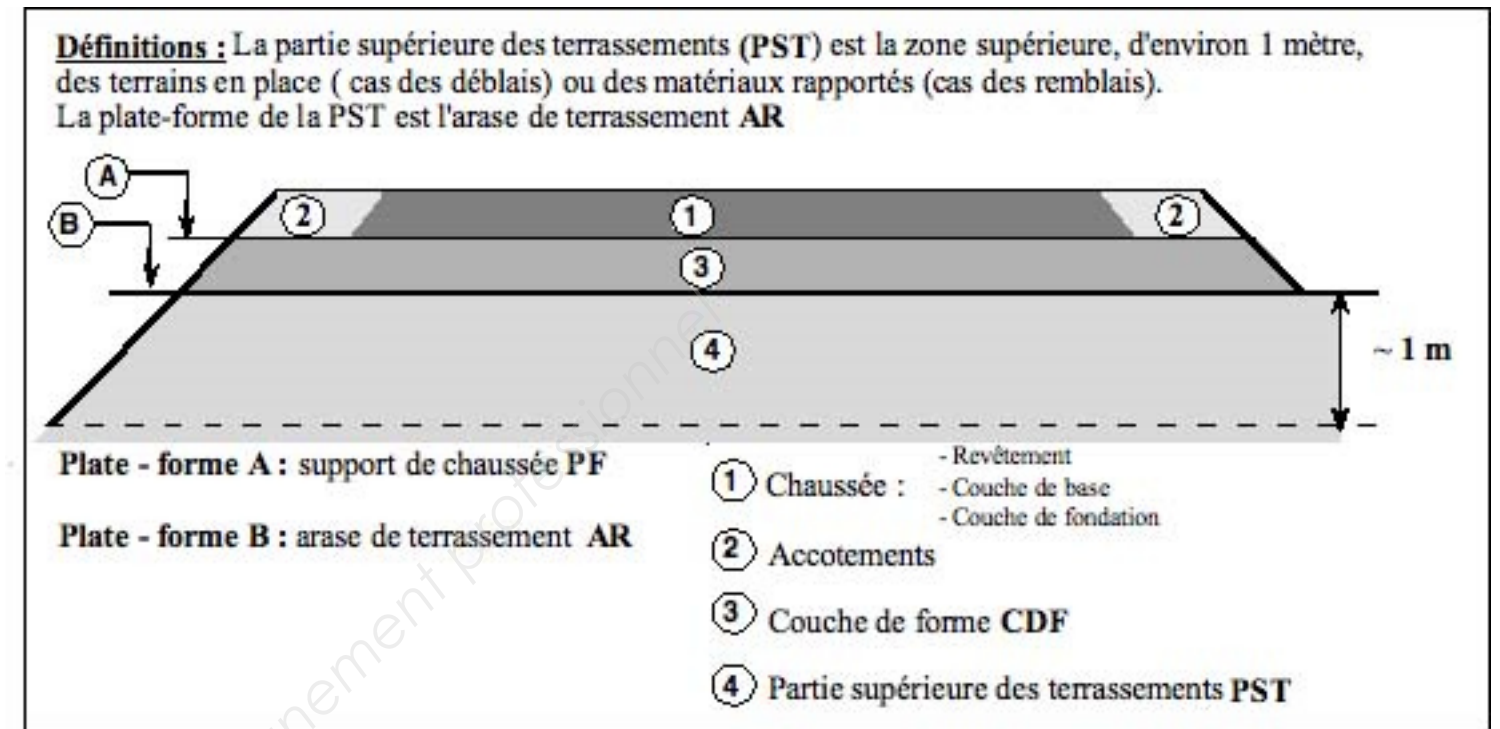 Définitions : La partie supérieure des terrassements (PST) est la zone supérieure, d'environ 1 mètre,
des terrains en place ( cas des déblais) ou des matériaux rapportés (cas des remblais).
La plate-forme de la PST est l'arase de terrassement AR
A
B
2
1
2
3
4
~ 1 m
Plate - forme A : support de chaussée PF
Plate - forme B : arase de terrassement AR
1 Chaussée :
- Revêtement
- Couche de base
- Couche de fondation
2 Accotements
3 Couche de forme CDF
4 Partie supérieure des terrassements PST
nement professionnel